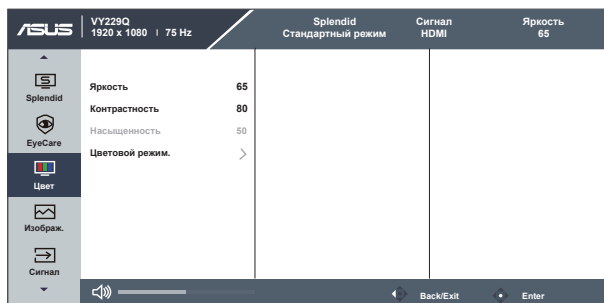 ASUS
VY229Q
1920 x 1080 | 75 Hz
Splendid
Стандартный режим
Сигнал
HDMI
Яркость
65
Splendid
EyeCare
Цвет
Изображ.
Сигнал
Яркость 65
Контрастность 80
Насыщенность 50
Цветовой режим.
Back/Exit
Enter